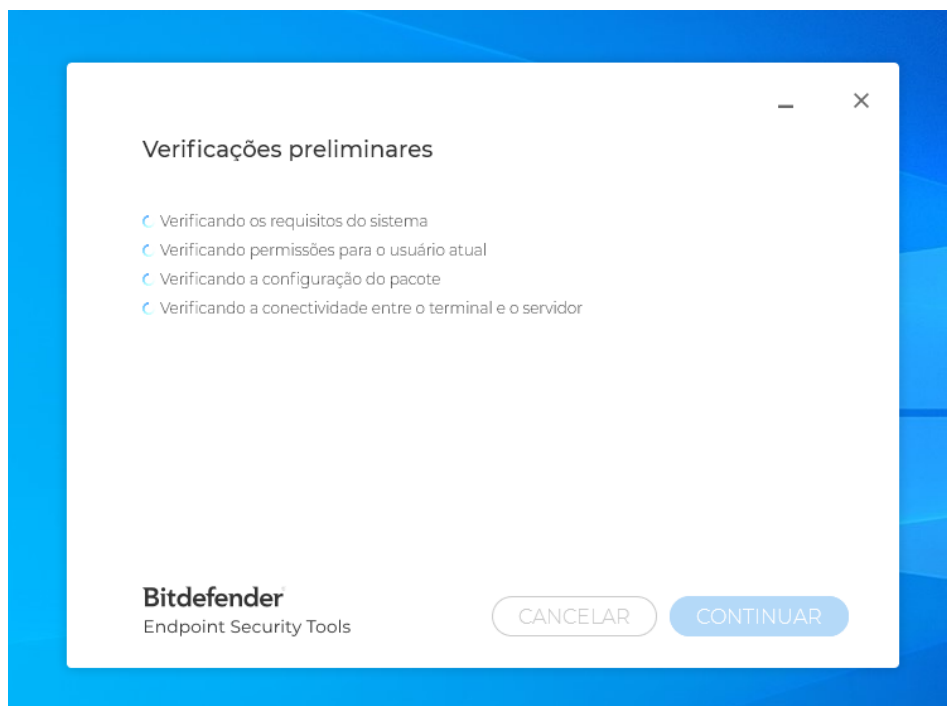 Verificações preliminares
Verificando os requisitos do sistema
Verificando permissões para o usuário atual
Verificando a configuração do pacote
Verificando a conectividade entre o terminal e o servidor
Bitdefender
Endpoint Security Tools
CANCELAR
CONTINUAR